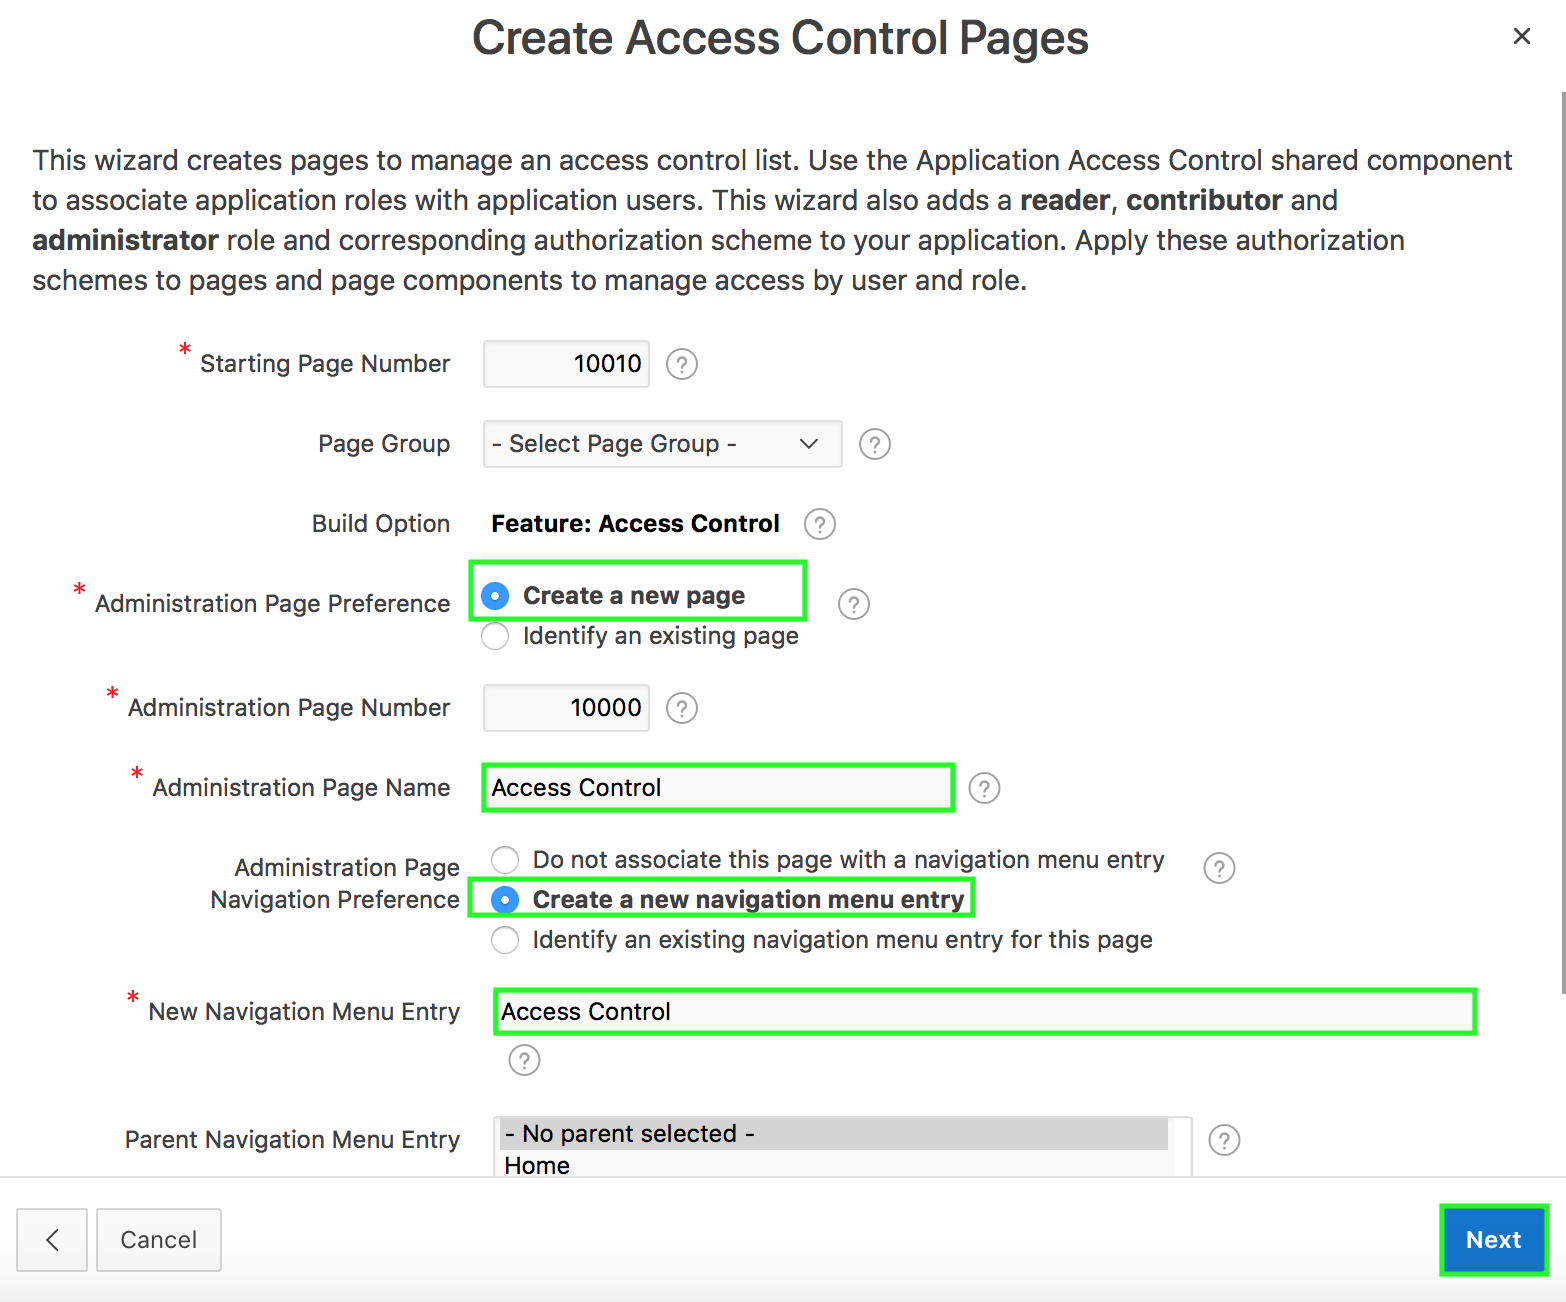 Create Access Control Pages
This wizard creates pages to manage an access control list. Use the Application Access Control shared component
to associate application roles with application users. This wizard also adds a reader, contributor and
administrator role and corresponding authorization scheme to your application. Apply these authorization
schemes to pages and page components to manage access by user and role.
* Starting Page Number 10010 ?
Page Group - Select Page Group - ?
Build Option Feature: Access Control ?
* Administration Page Preference Create a new page ?
Identify an existing page
* Administration Page Number 10000 ?
* Administration Page Name Access Control ?
Administration Page Navigation Preference
Do not associate this page with a navigation menu entry ?
Create a new navigation menu entry
Identify an existing navigation menu entry for this page
* New Navigation Menu Entry Access Control
?
Parent Navigation Menu Entry - No parent selected - ?
Home
Cancel Next